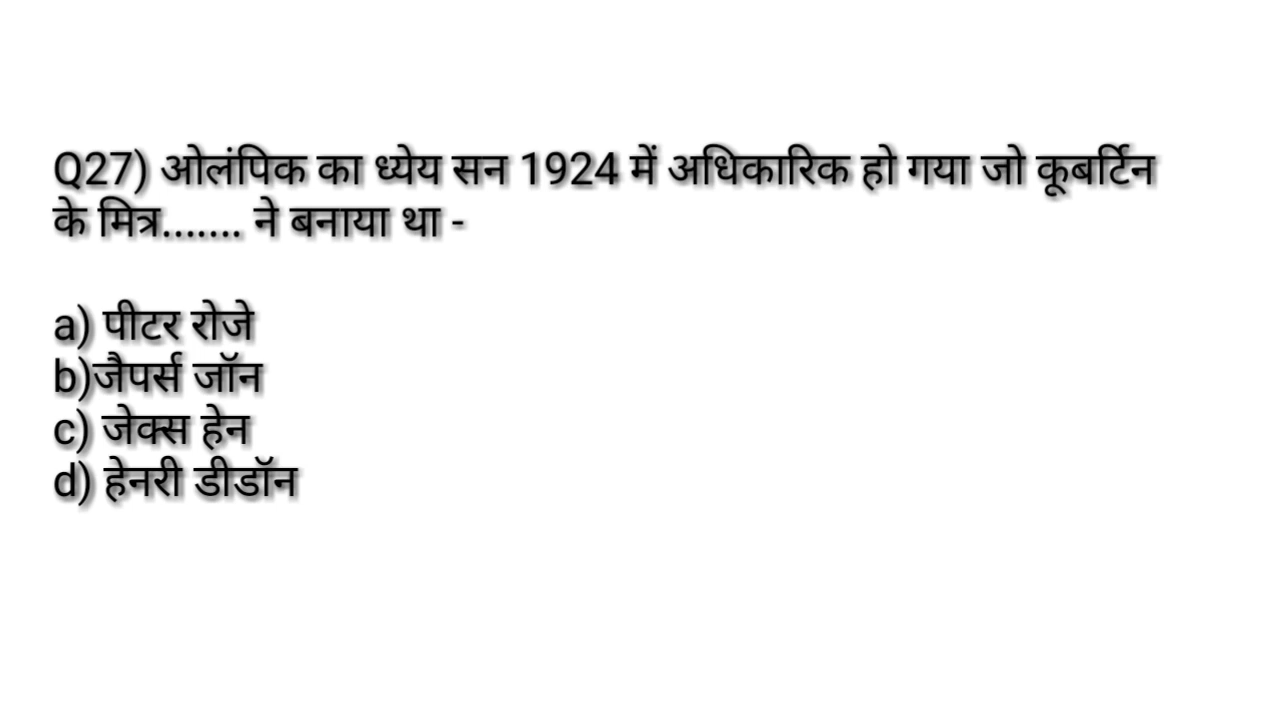 Q27) ओलंपिक का ध्येय सन 1924 में अधिकारिक हो गया जो कूबर्टिन
के मित्र....... ने बनाया था -
a) पीटर रोजे
b)जैपर्स जॉन
c) जेक्स हेन
d) हेनरी डीडॉन